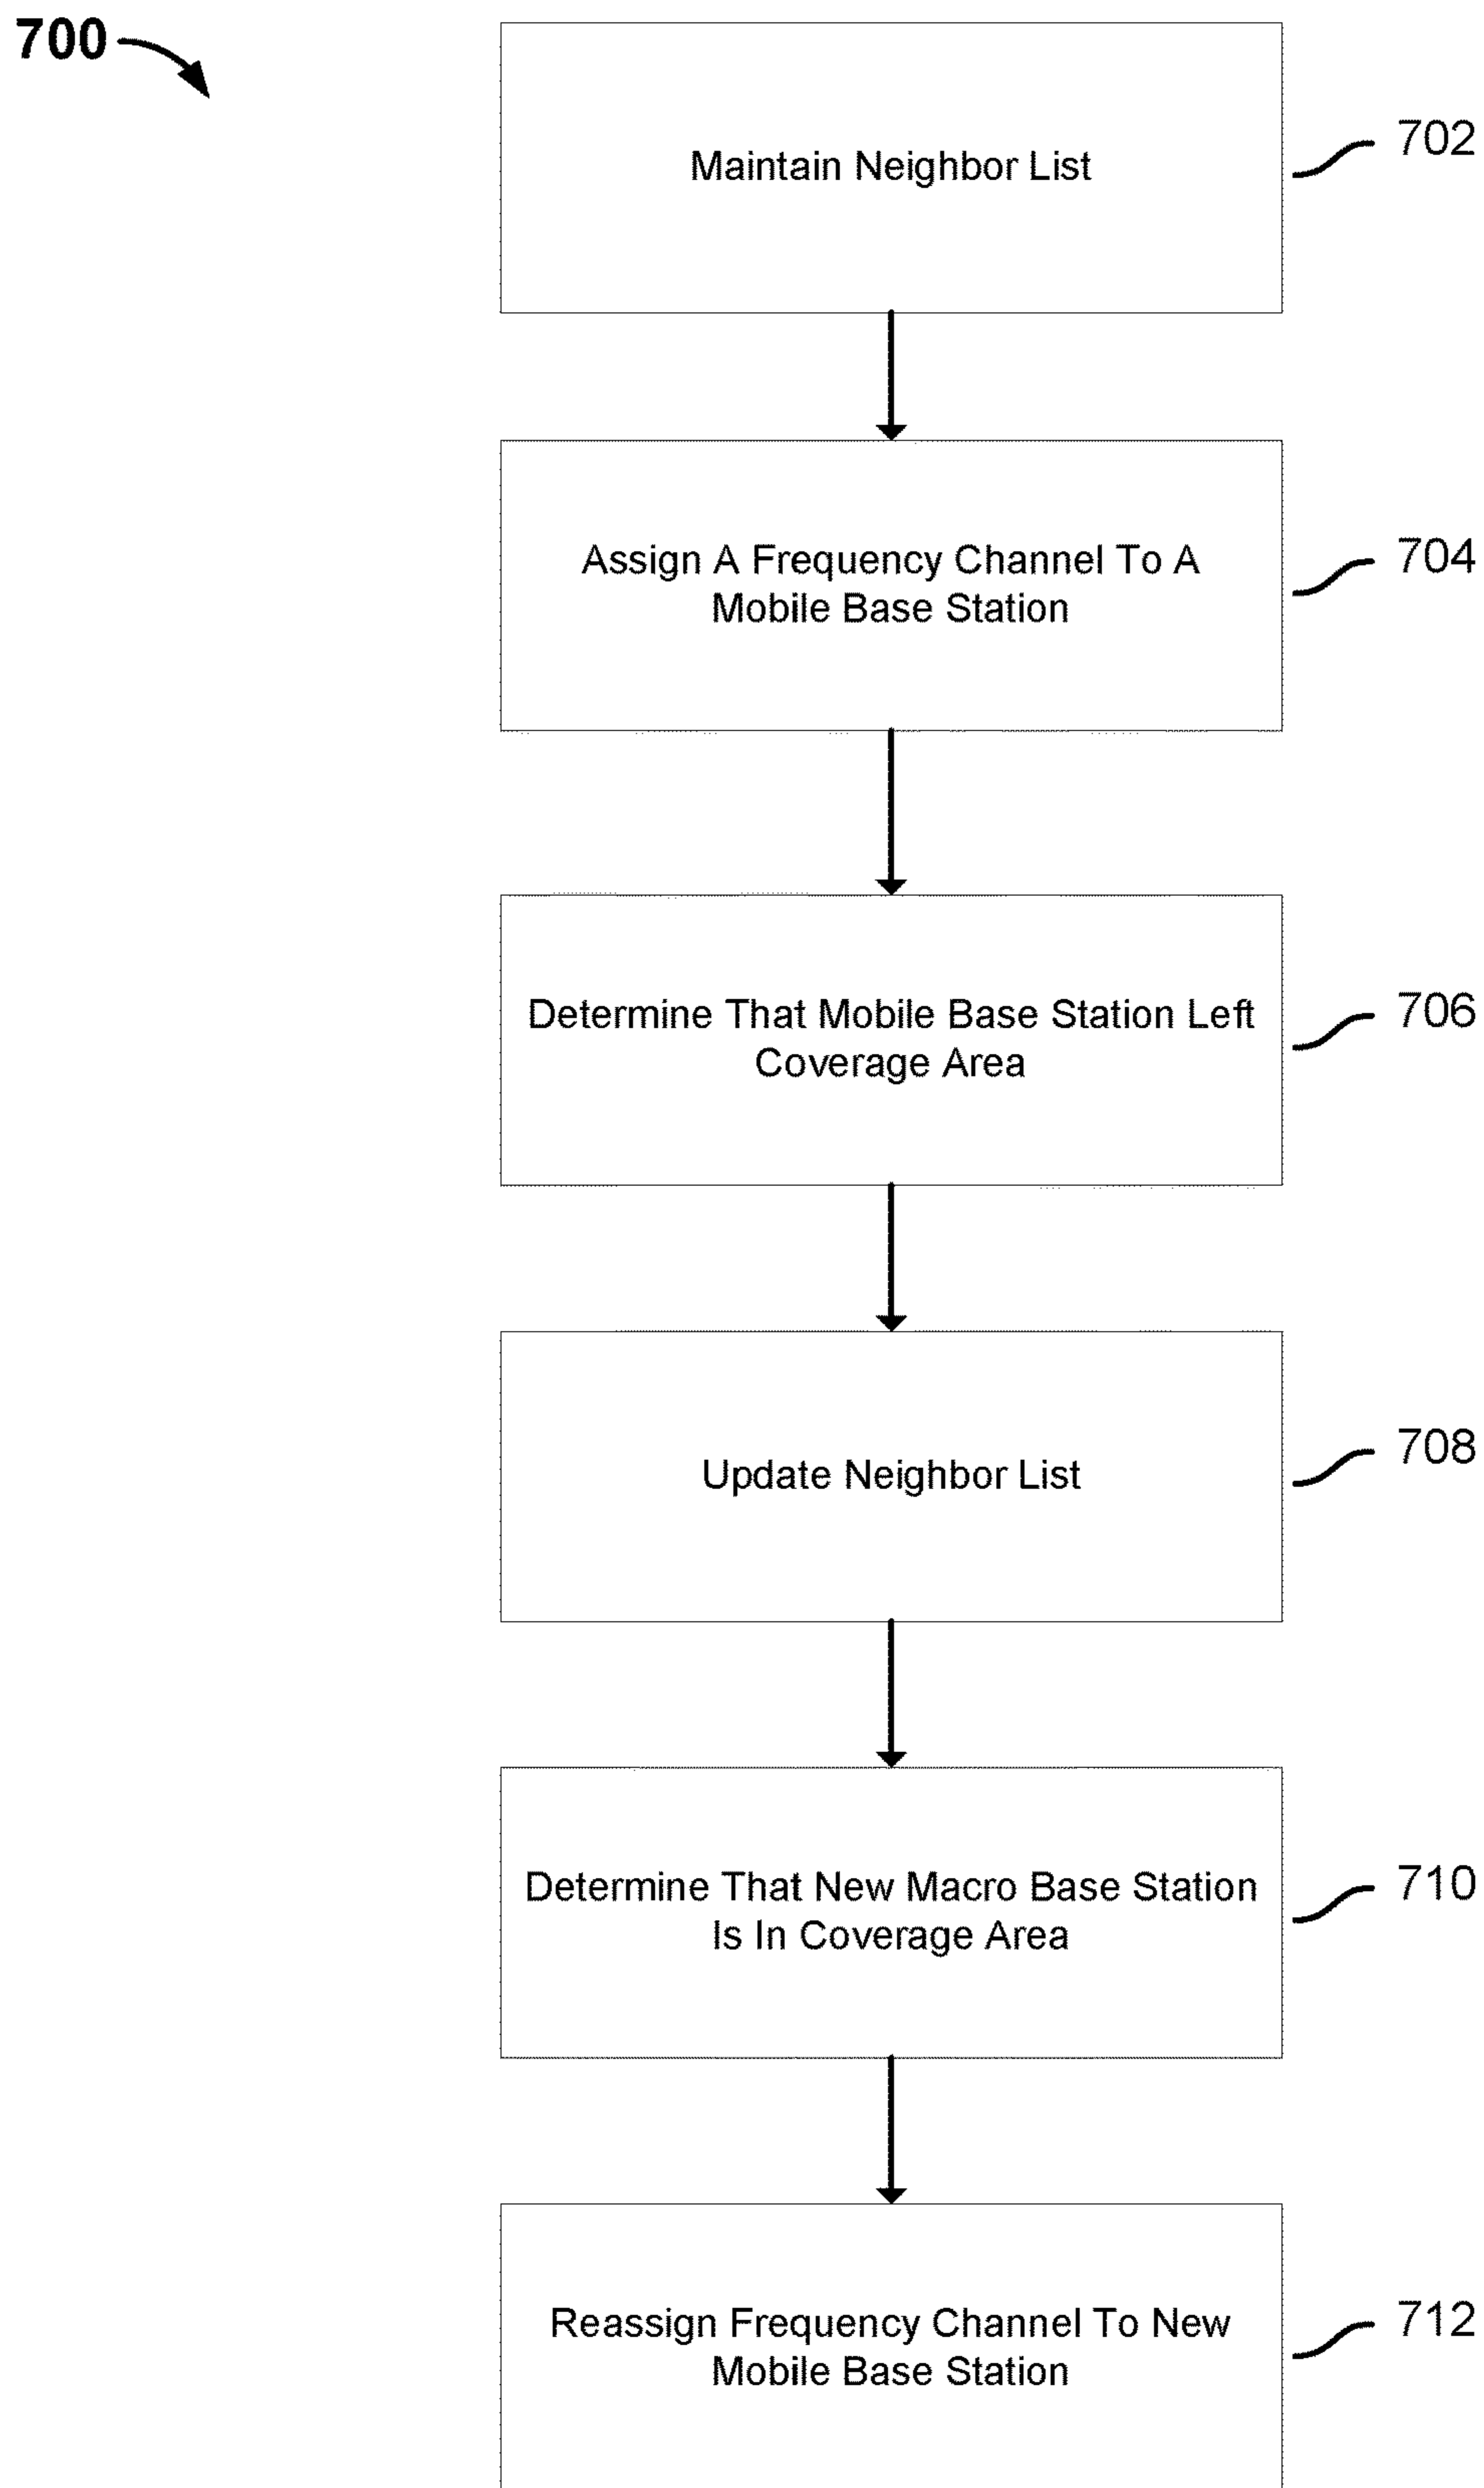 700
Maintain Neighbor List
702
Assign A Frequency Channel To A
Mobile Base Station
704
Determine That Mobile Base Station Left
Coverage Area
706
Update Neighbor List
708
Determine That New Macro Base Station
Is In Coverage Area
710
Reassign Frequency Channel To New
Mobile Base Station
712